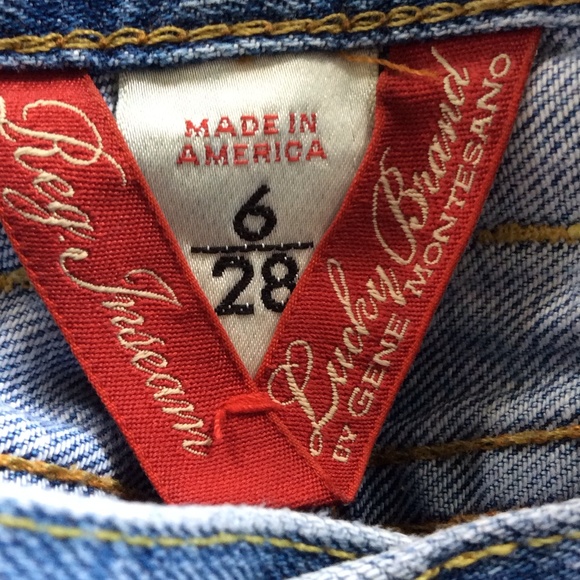 Reg. Inseam
MADE IN
AMERICA
6
28
Lucky Brand
BY GENE MONTESANO